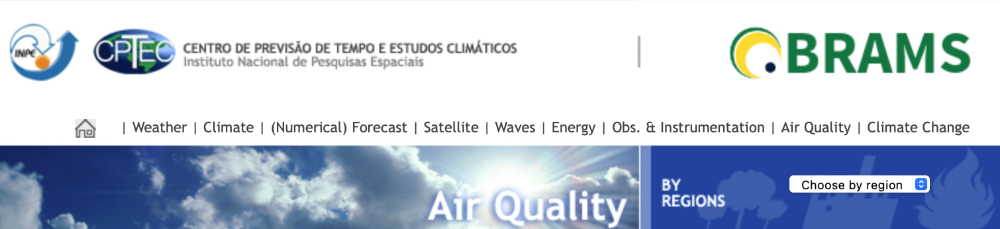 INPE
CPTEC
CENTRO DE PREVISÃO DE TEMPO E ESTUDOS CLIMÁTICOS
Instituto Nacional de Pesquisas Espaciais
BRAMS
| Weather | Climate | (Numerical) Forecast | Satellite | Waves | Energy | Obs. & Instrumentation | Air Quality | Climate Change
Air Quality
BY
REGIONS
Choose by region